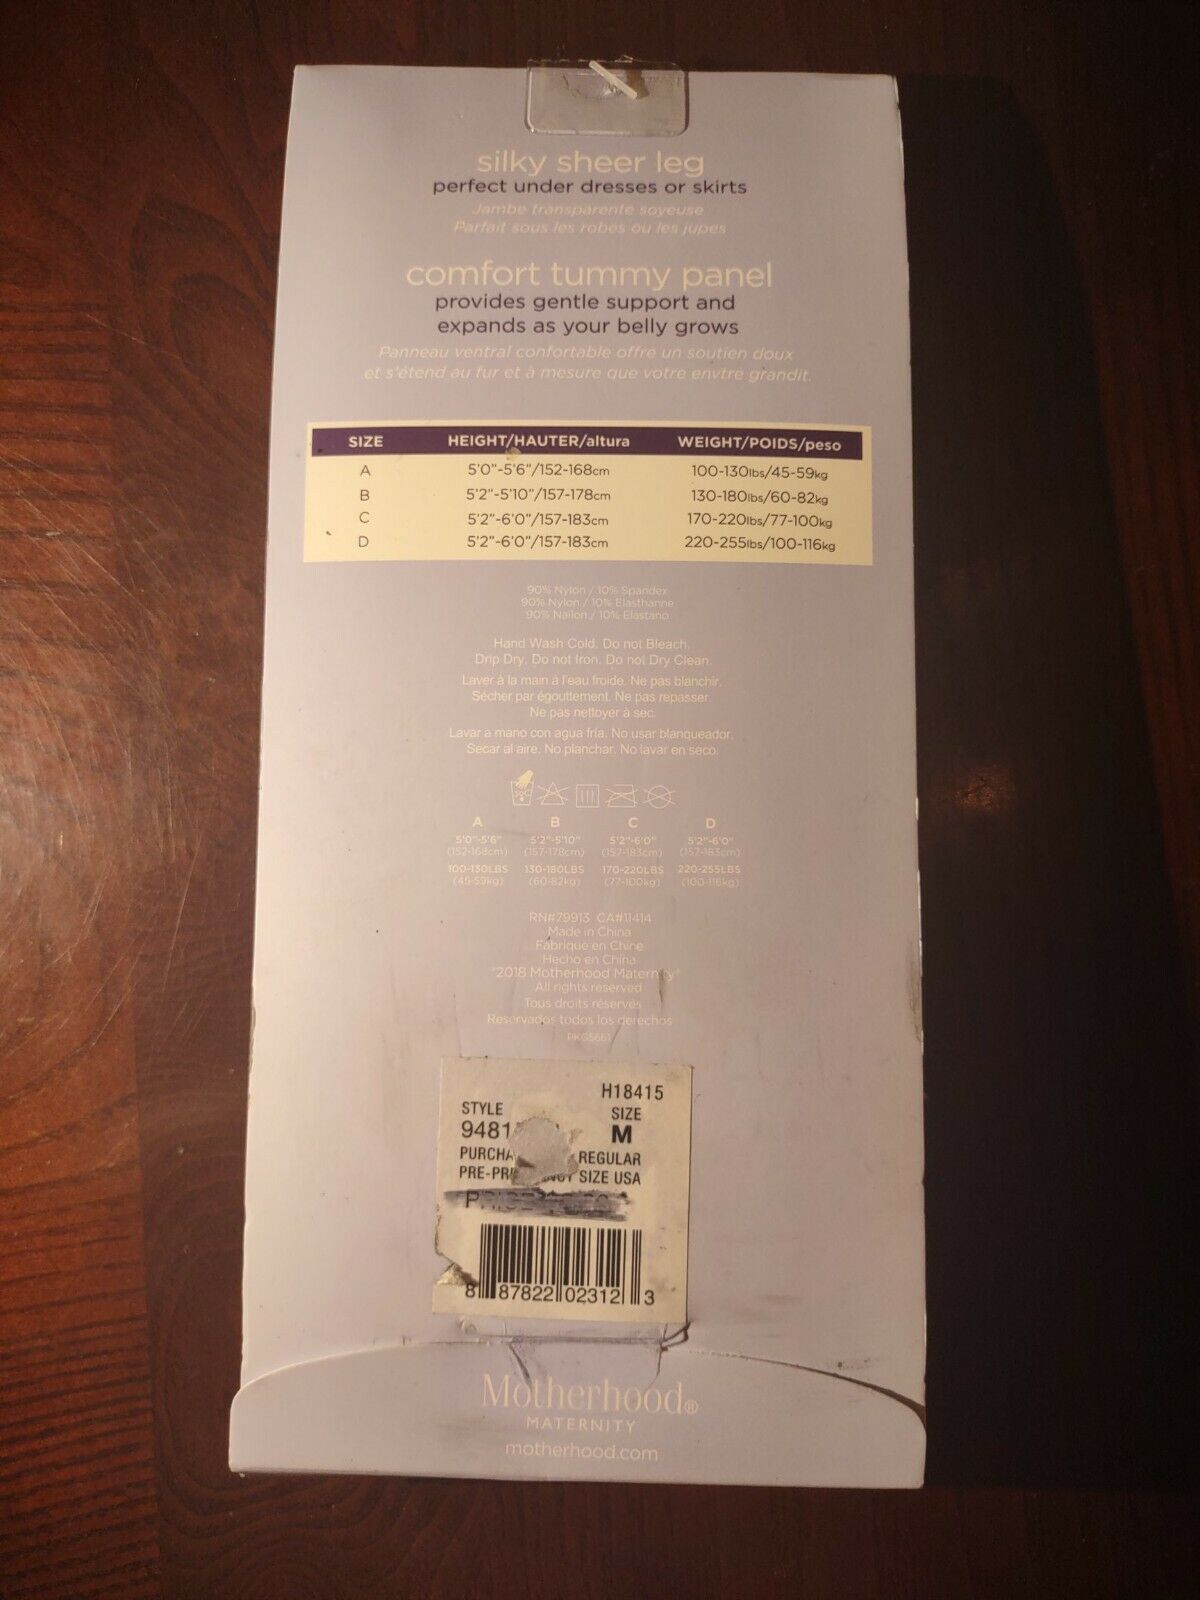 silky sheer leg
perfect under dresses or skirts
Jambe transparente soyeuse
Parfait sous les robes ou les jupes
comfort tummy panel
provides gentle support and
expands as your belly grows
Panneau ventral confortable offre un soutien doux
et s'étend au fur et à mesure que votre envtre grandit.
SIZE HEIGHT/HAUTER/altura WEIGHT/POIDS/peso
A 5'0"-5'6"/152-168cm 100-130lbs/45-59kg
B 5'2"-5'10"/157-178cm 130-180lbs/60-82kg
C 5'2"-6'0"/157-183cm 170-220lbs/77-100kg
D 5'2"-6'0"/157-183cm 220-255lbs/100-116kg
90% Nylon / 10% Spandex
90% Nylon / 10% Elasthanne
90% Nailon / 10% Elastano
Hand Wash Cold. Do not Bleach.
Drip Dry. Do not Iron. Do not Dry Clean.
Laver à la main à l'eau froide. Ne pas blanchir.
Sécher par égouttement. Ne pas repasser.
Ne pas nettoyer à sec.
Lavar a mano con agua fría. No usar blanqueador.
Secar al aire. No planchar. No lavar en seco.
A B C D
5'0"-5'6" 5'2"-5'10" 5'2"-6'0" 5'2"-6'0"
(152-168cm) (157-178cm) (157-183cm) (157-183cm)
100-130LBS 130-180LBS 170-220LBS 220-255LBS
(45-59kg) (60-82kg) (77-100kg) (100-116kg)
RN#79913 CA#11414
Made in China
Fabriqué en Chine
Hecho en China
©2018 Motherhood Maternity®
All rights reserved
Tous droits réservés
Reservados todos los derechos
PKG5661
H18415
STYLE SIZE
9481 M
REGULAR
SIZE USA
PRICE
8 87822 02312 3
Motherhood®
MATERNITY
motherhood.com